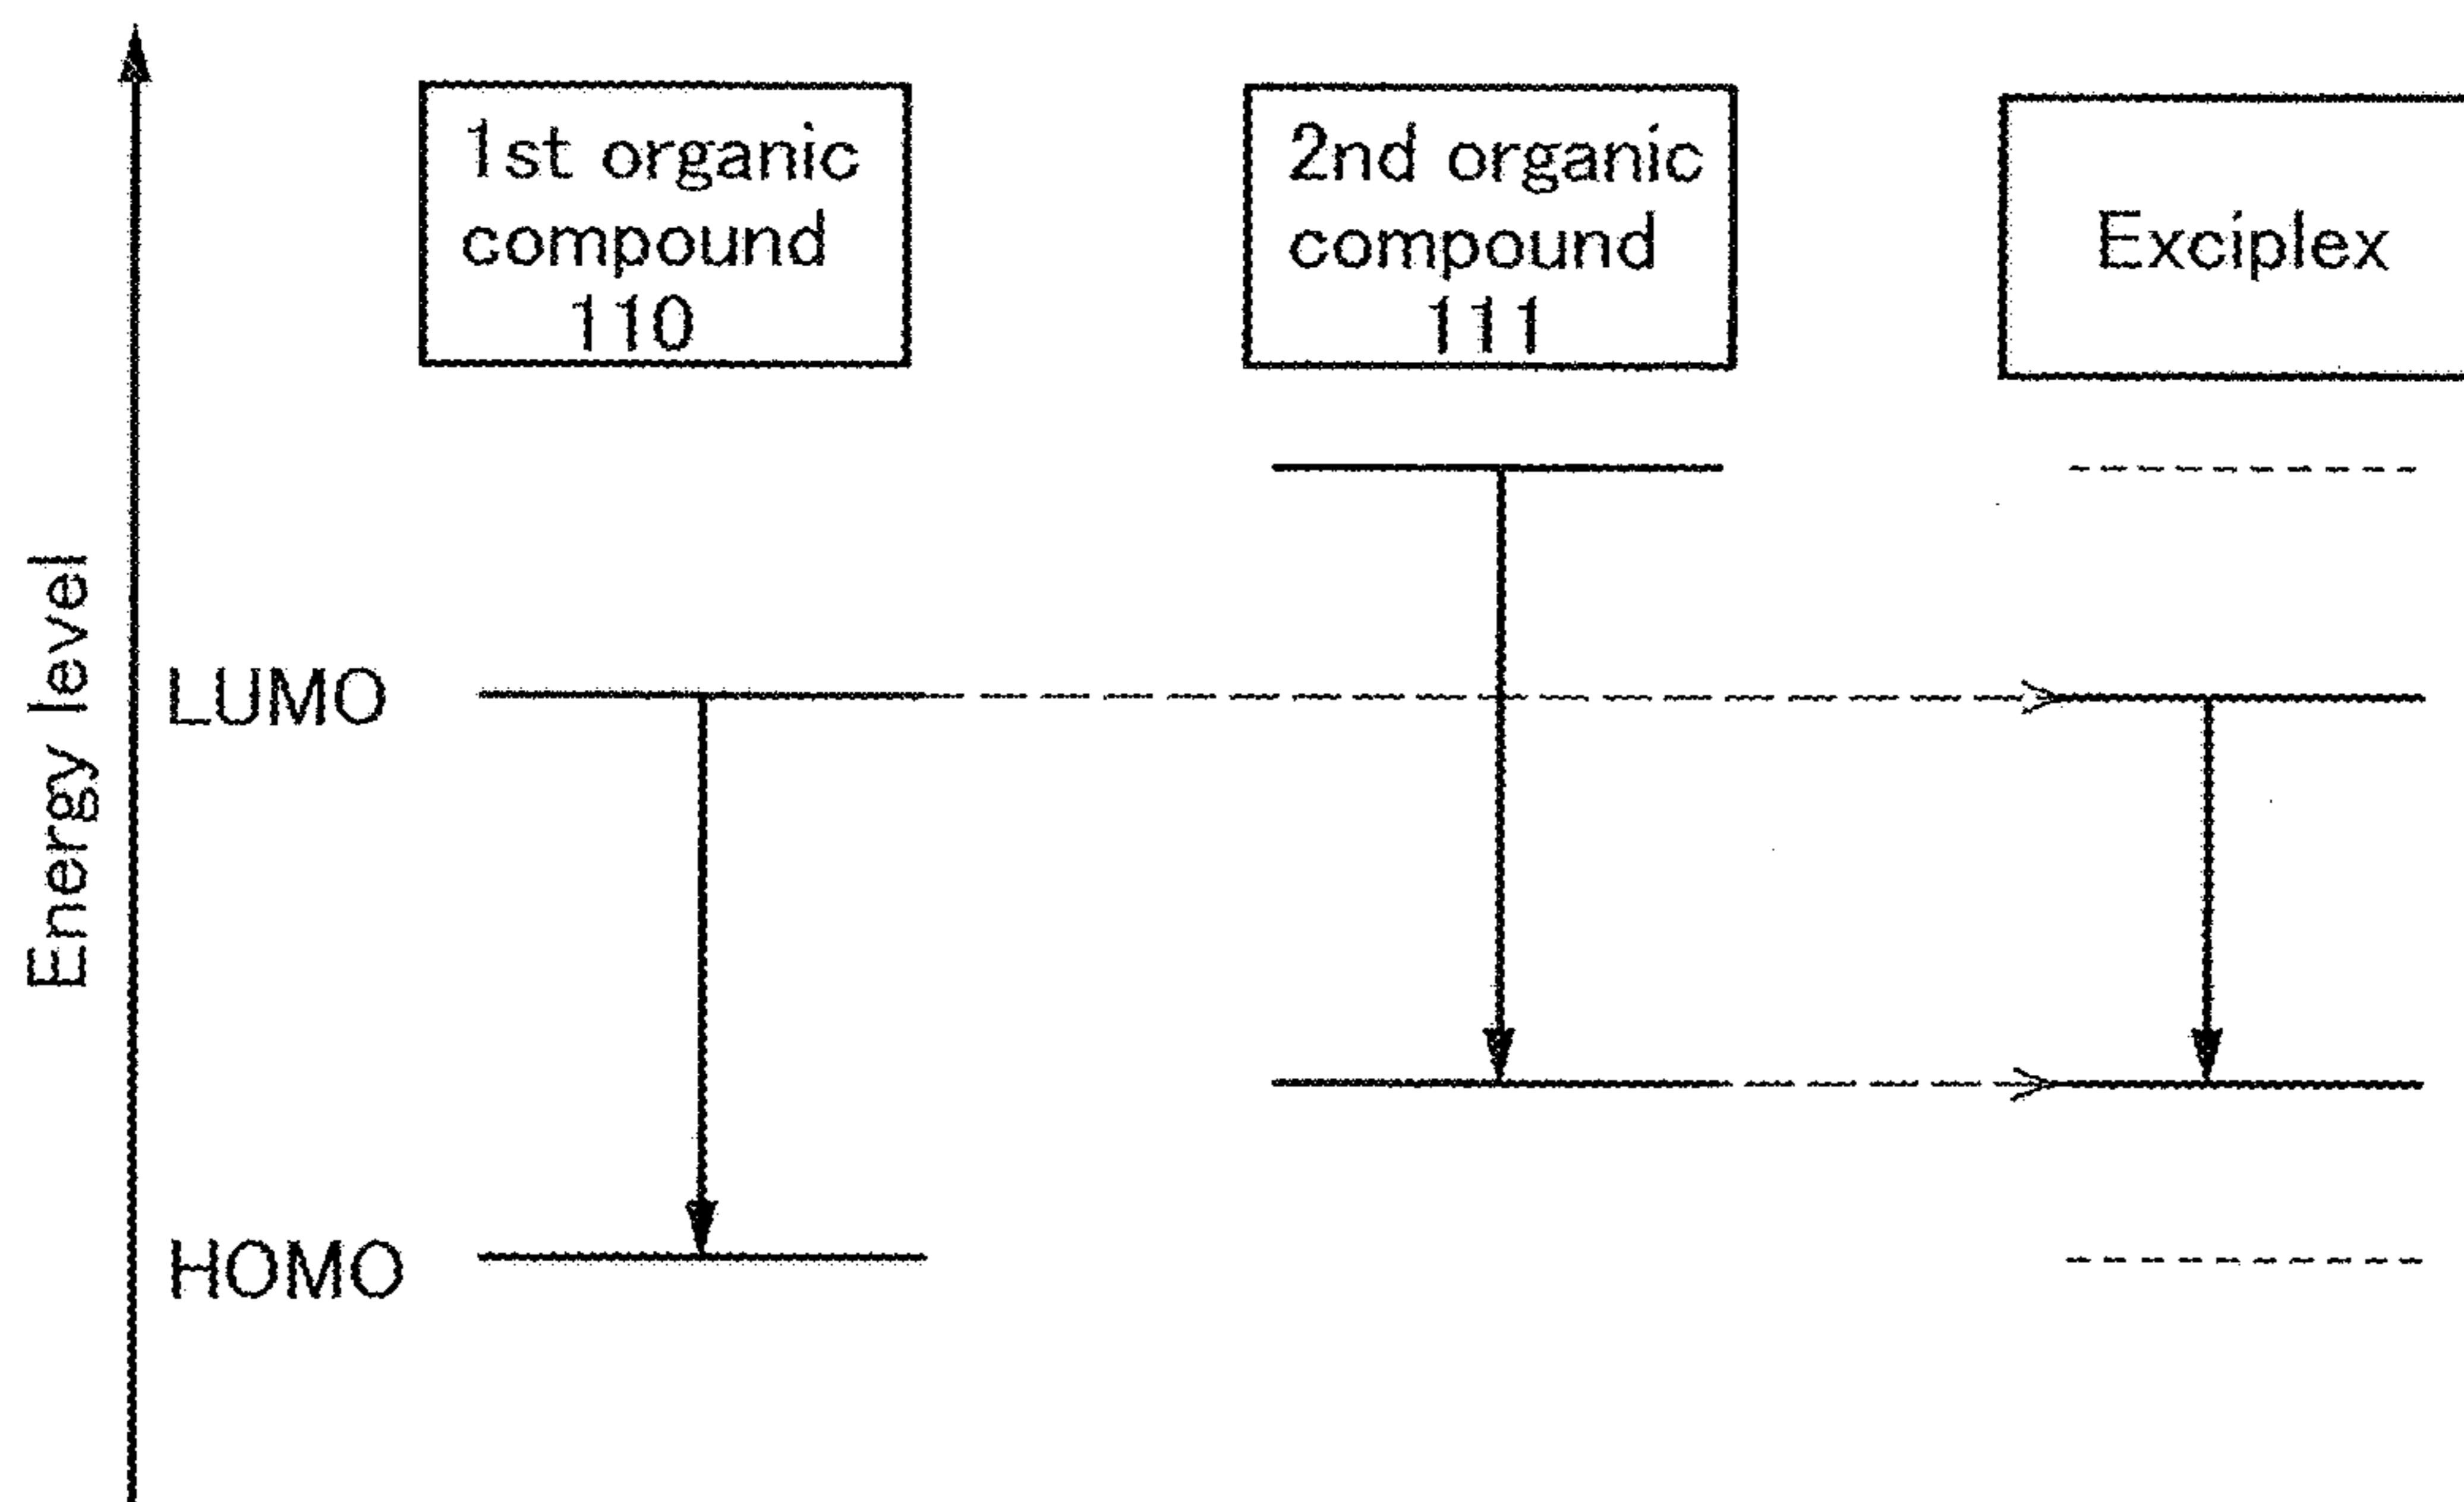 1st organic
compound
110
2nd organic
compound
111
Exciplex
Energy level
LUMO
HOMO